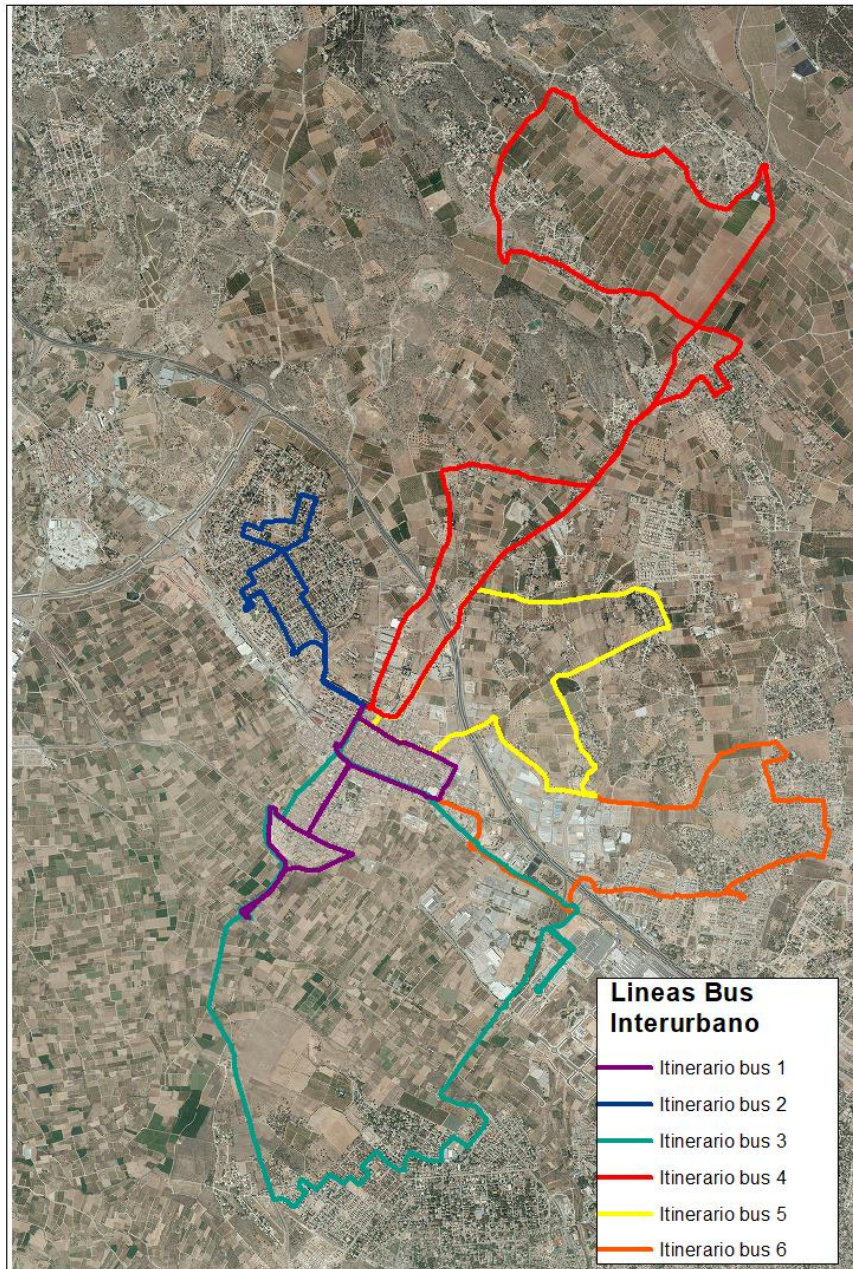 Lineas Bus
Interurbano
Itinerario bus 1
Itinerario bus 2
Itinerario bus 3
Itinerario bus 4
Itinerario bus 5
Itinerario bus 6